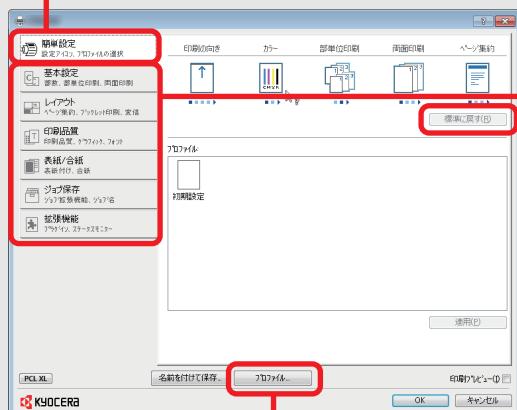 簡単設定
設定アイコン、プロファイルの選択
基本設定
部数、部単位印刷、両面印刷
レイアウト
ページ集約、ブックレット印刷、変倍
印刷品質
印刷品質、グラフィック、フォント
表紙/合紙
表紙付け、合紙
ジョブ保存
ジョブ拡張機能、ジョブ名
拡張機能
プラグイン、ステータスモニター
印刷の向き
カラー
部単位印刷
両面印刷
ページ集約
CMYK
標準に戻す(R)
プロファイル:
初期設定
適用(P)
PCL XL
名前を付けて保存...
プロファイル...
印刷プレビュー(I)
KYOCERA
OK
キャンセル